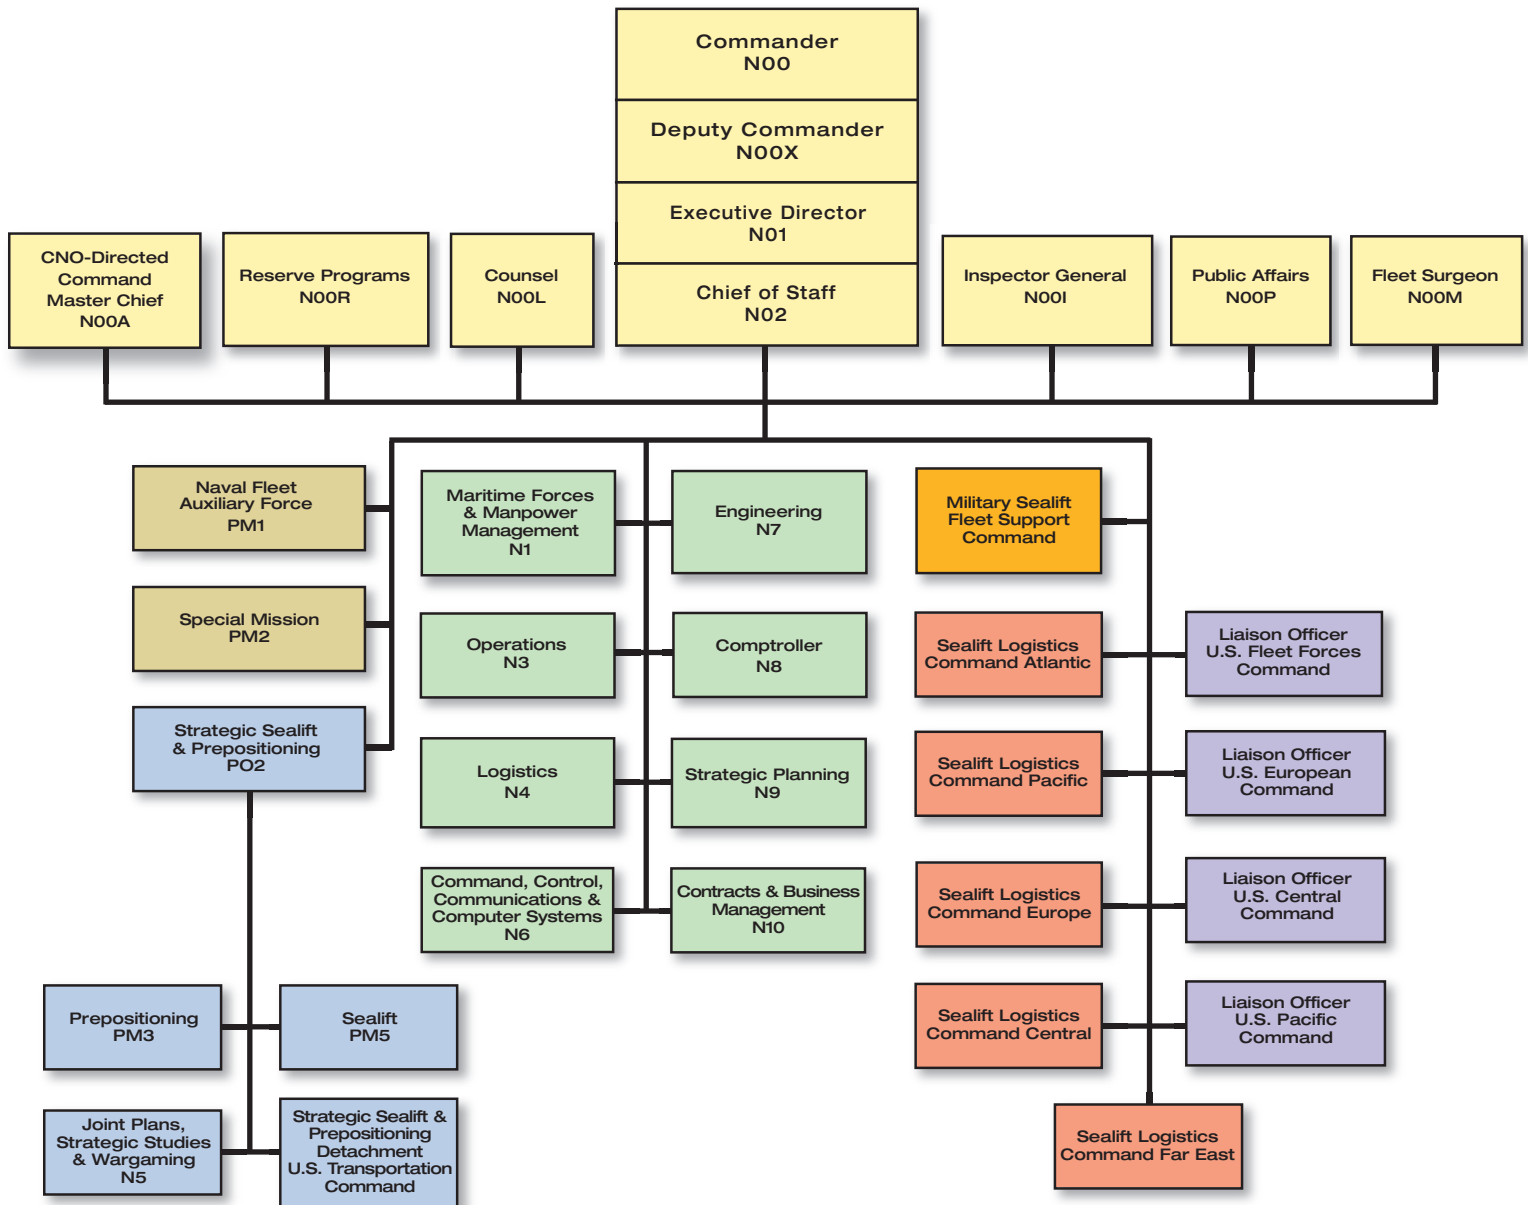 Commander
N00
Deputy Commander
N00X
Executive Director
N01
Chief of Staff
N02
CNO-Directed
Command
Master Chief
N00A
Reserve Programs
N00R
Counsel
N00L
Inspector General
N00I
Public Affairs
N00P
Fleet Surgeon
N00M
Naval Fleet
Auxiliary Force
PM1
Special Mission
PM2
Strategic Sealift
& Prepositioning
PO2
Prepositioning
PM3
Sealift
PM5
Joint Plans,
Strategic Studies
& Wargaming
N5
Strategic Sealift &
Prepositioning
Detachment
U.S. Transportation
Command
Maritime Forces
& Manpower
Management
N1
Engineering
N7
Operations
N3
Comptroller
N8
Logistics
N4
Strategic Planning
N9
Command, Control,
Communications &
Computer Systems
N6
Contracts & Business
Management
N10
Military Sealift
Fleet Support
Command
Sealift Logistics
Command Atlantic
Liaison Officer
U.S. Fleet Forces
Command
Sealift Logistics
Command Pacific
Liaison Officer
U.S. European
Command
Sealift Logistics
Command Europe
Liaison Officer
U.S. Central
Command
Sealift Logistics
Command Central
Liaison Officer
U.S. Pacific
Command
Sealift Logistics
Command Far East